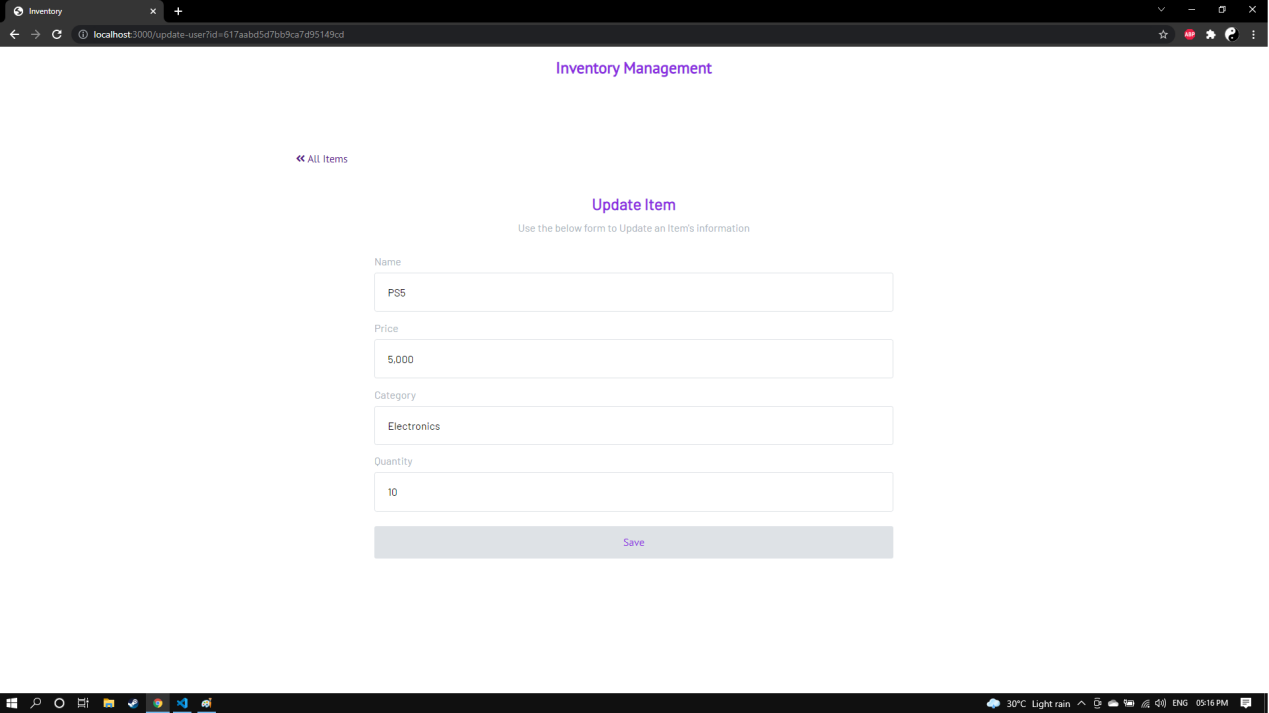 Inventory
localhost:3000/update-user?id=617aabd5d7bb9ca7d95149cd
ABP
Inventory Management
All Items
Update Item
Use the below form to Update an Item's Information
Name
PS5
Price
5,000
Category
Electronics
Quantity
10
Save
30°C Light rain ENG 05:16 PM